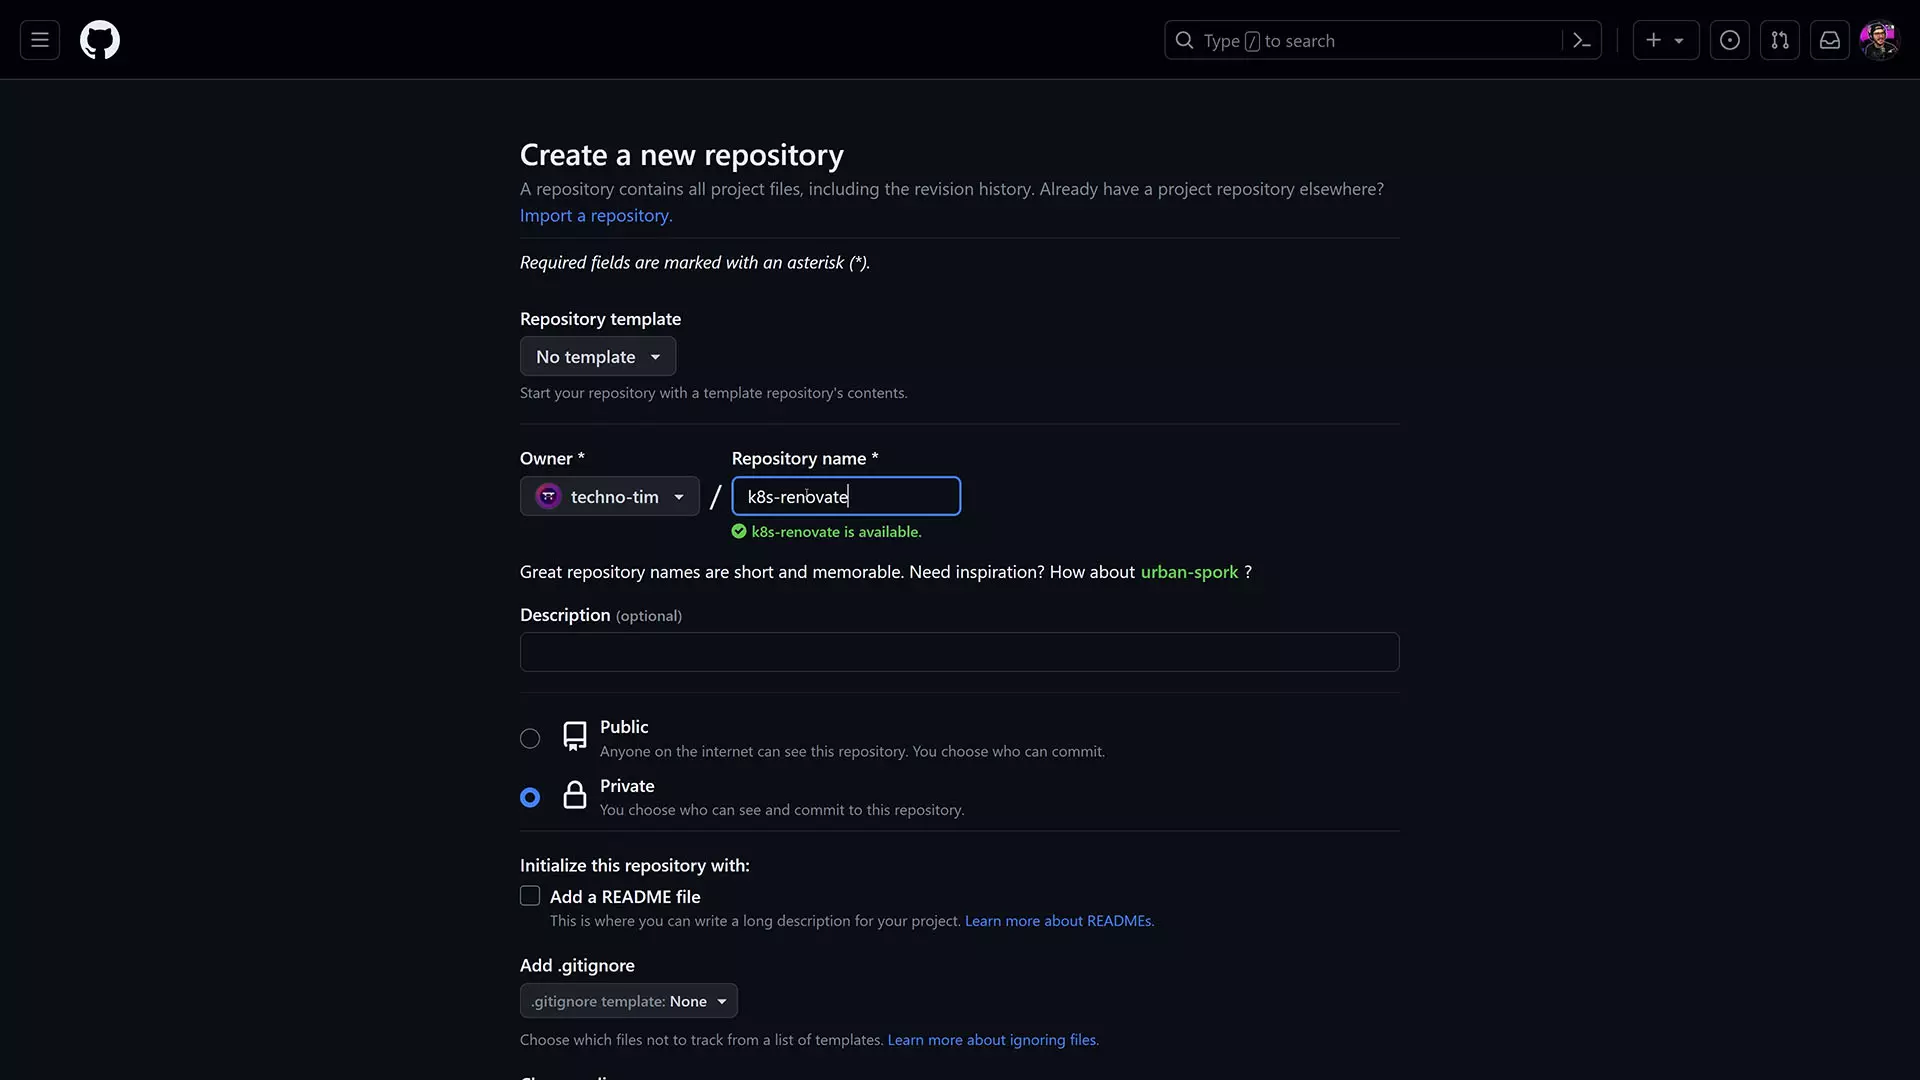 Type / to search
Create a new repository
A repository contains all project files, including the revision history. Already have a project repository elsewhere?
Import a repository.
Required fields are marked with an asterisk (*).
Repository template
No template
Start your repository with a template repository's contents.
Owner *
Repository name *
techno-tim
/
k8s-renovate
k8s-renovate is available.
Great repository names are short and memorable. Need inspiration? How about urban-spork ?
Description (optional)
Public
Anyone on the internet can see this repository. You choose who can commit.
Private
You choose who can see and commit to this repository.
Initialize this repository with:
Add a README file
This is where you can write a long description for your project. Learn more about READMEs.
Add .gitignore
.gitignore template: None
Choose which files not to track from a list of templates. Learn more about ignoring files.